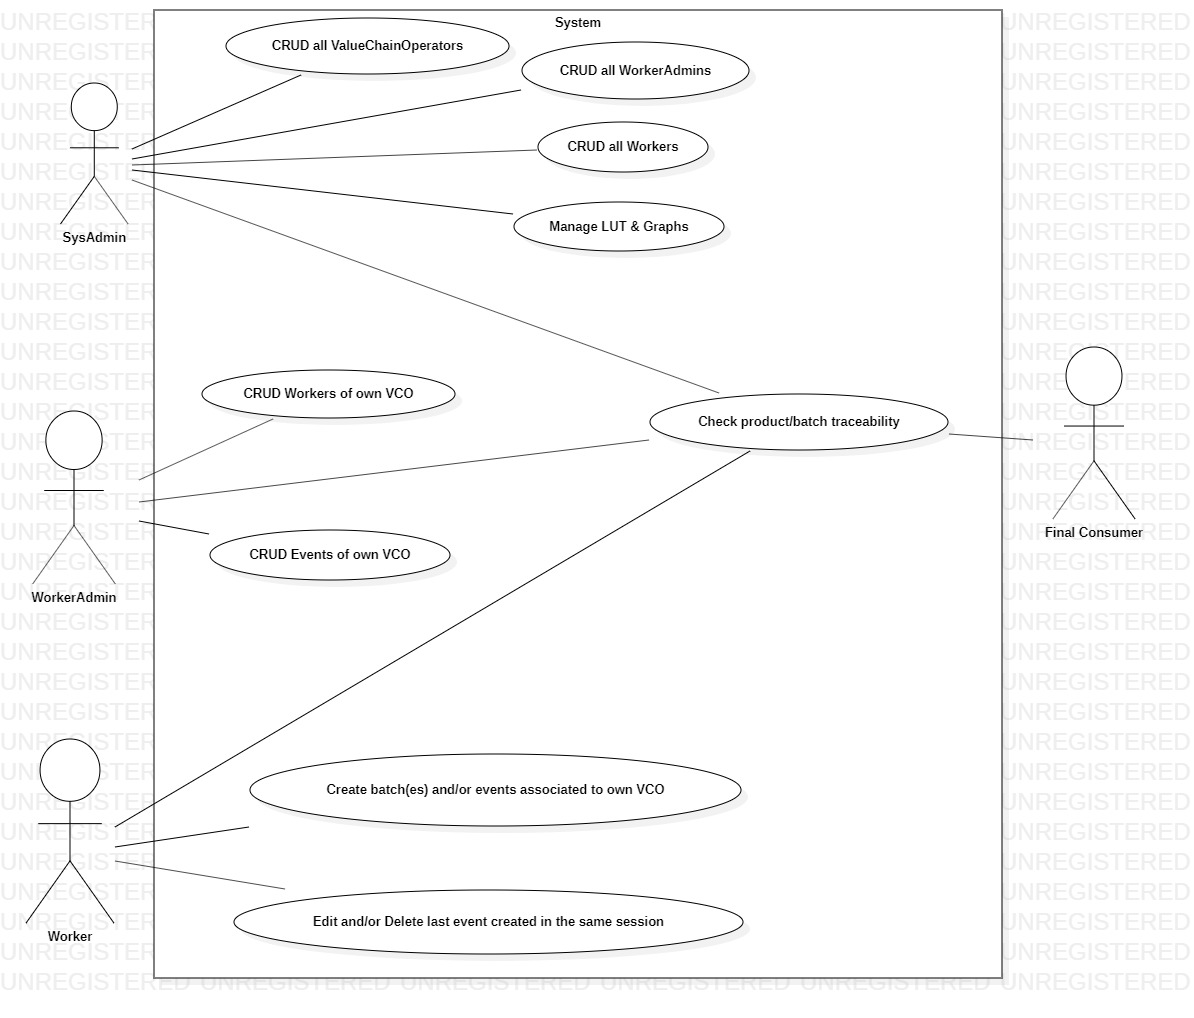 System
CRUD all ValueChainOperators
CRUD all WorkerAdmins
CRUD all Workers
SysAdmin
Manage LUT & Graphs
CRUD Workers of own VCO
Check product/batch traceability
Final Consumer
CRUD Events of own VCO
WorkerAdmin
Create batch(es) and/or events associated to own VCO
Edit and/or Delete last event created in the same session
Worker
UNREGISTERED UNREGISTERED UNREGISTERED UNREGISTERED UNREGISTERED UNREGISTERED